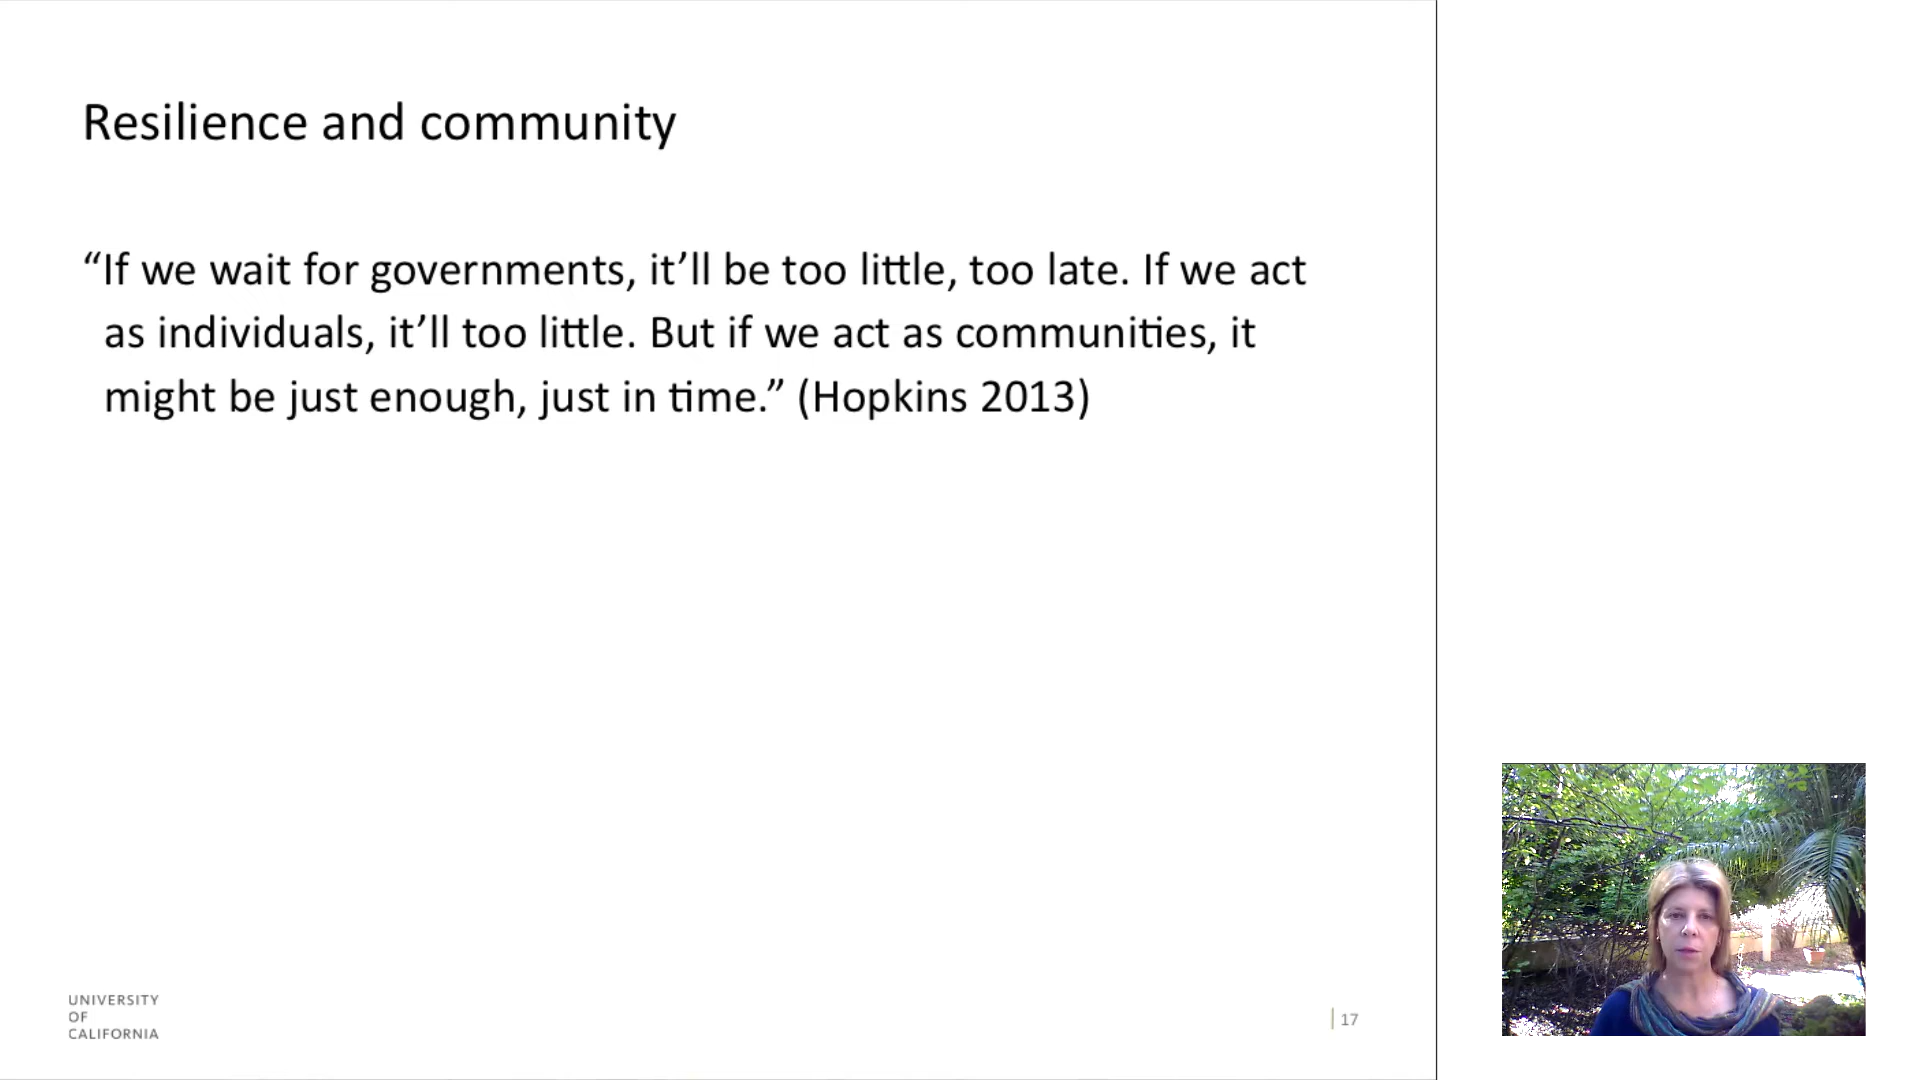 Resilience and community
“If we wait for governments, it’ll be too little, too late. If we act
as individuals, it’ll too little. But if we act as communities, it
might be just enough, just in time.” (Hopkins 2013)
UNIVERSITY
OF
CALIFORNIA
17